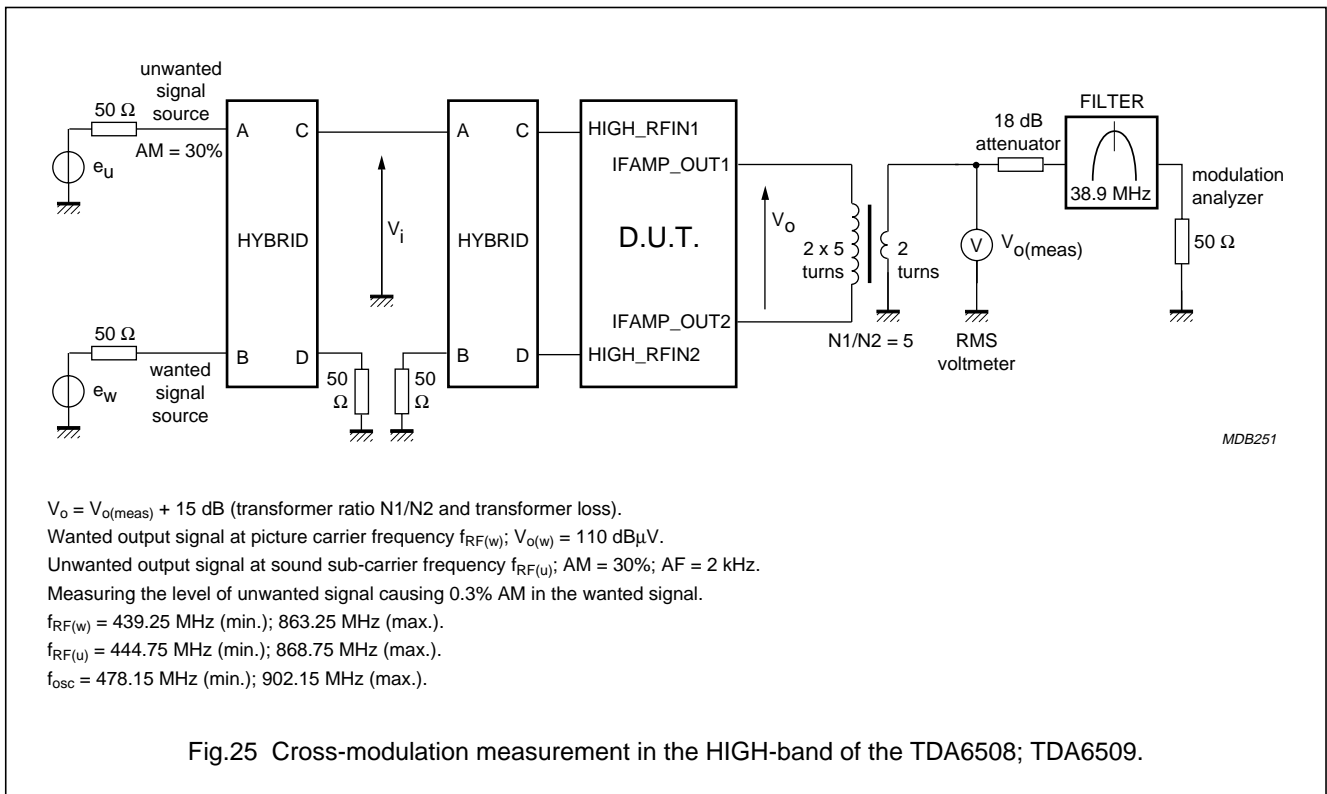 unwanted
signal
source
50 Ω
AM = 30%
e_u
A C
HYBRID
B D
50 Ω
wanted
signal
source
e_w
V_i
50
Ω
50
Ω
A C
HYBRID
B D
HIGH_RFIN1
IFAMP_OUT1
D.U.T.
IFAMP_OUT2
HIGH_RFIN2
V_o
2 x 5
turns
2
turns
N1/N2 = 5
V
V_o(meas)
RMS
voltmeter
18 dB
attenuator
FILTER
38.9 MHz
modulation
analyzer
50 Ω
MDB251
V_o = V_o(meas) + 15 dB (transformer ratio N1/N2 and transformer loss).
Wanted output signal at picture carrier frequency f_RF(w); V_o(w) = 110 dBμV.
Unwanted output signal at sound sub-carrier frequency f_RF(u); AM = 30%; AF = 2 kHz.
Measuring the level of unwanted signal causing 0.3% AM in the wanted signal.
f_RF(w) = 439.25 MHz (min.); 863.25 MHz (max.).
f_RF(u) = 444.75 MHz (min.); 868.75 MHz (max.).
f_osc = 478.15 MHz (min.); 902.15 MHz (max.).
Fig.25 Cross-modulation measurement in the HIGH-band of the TDA6508; TDA6509.